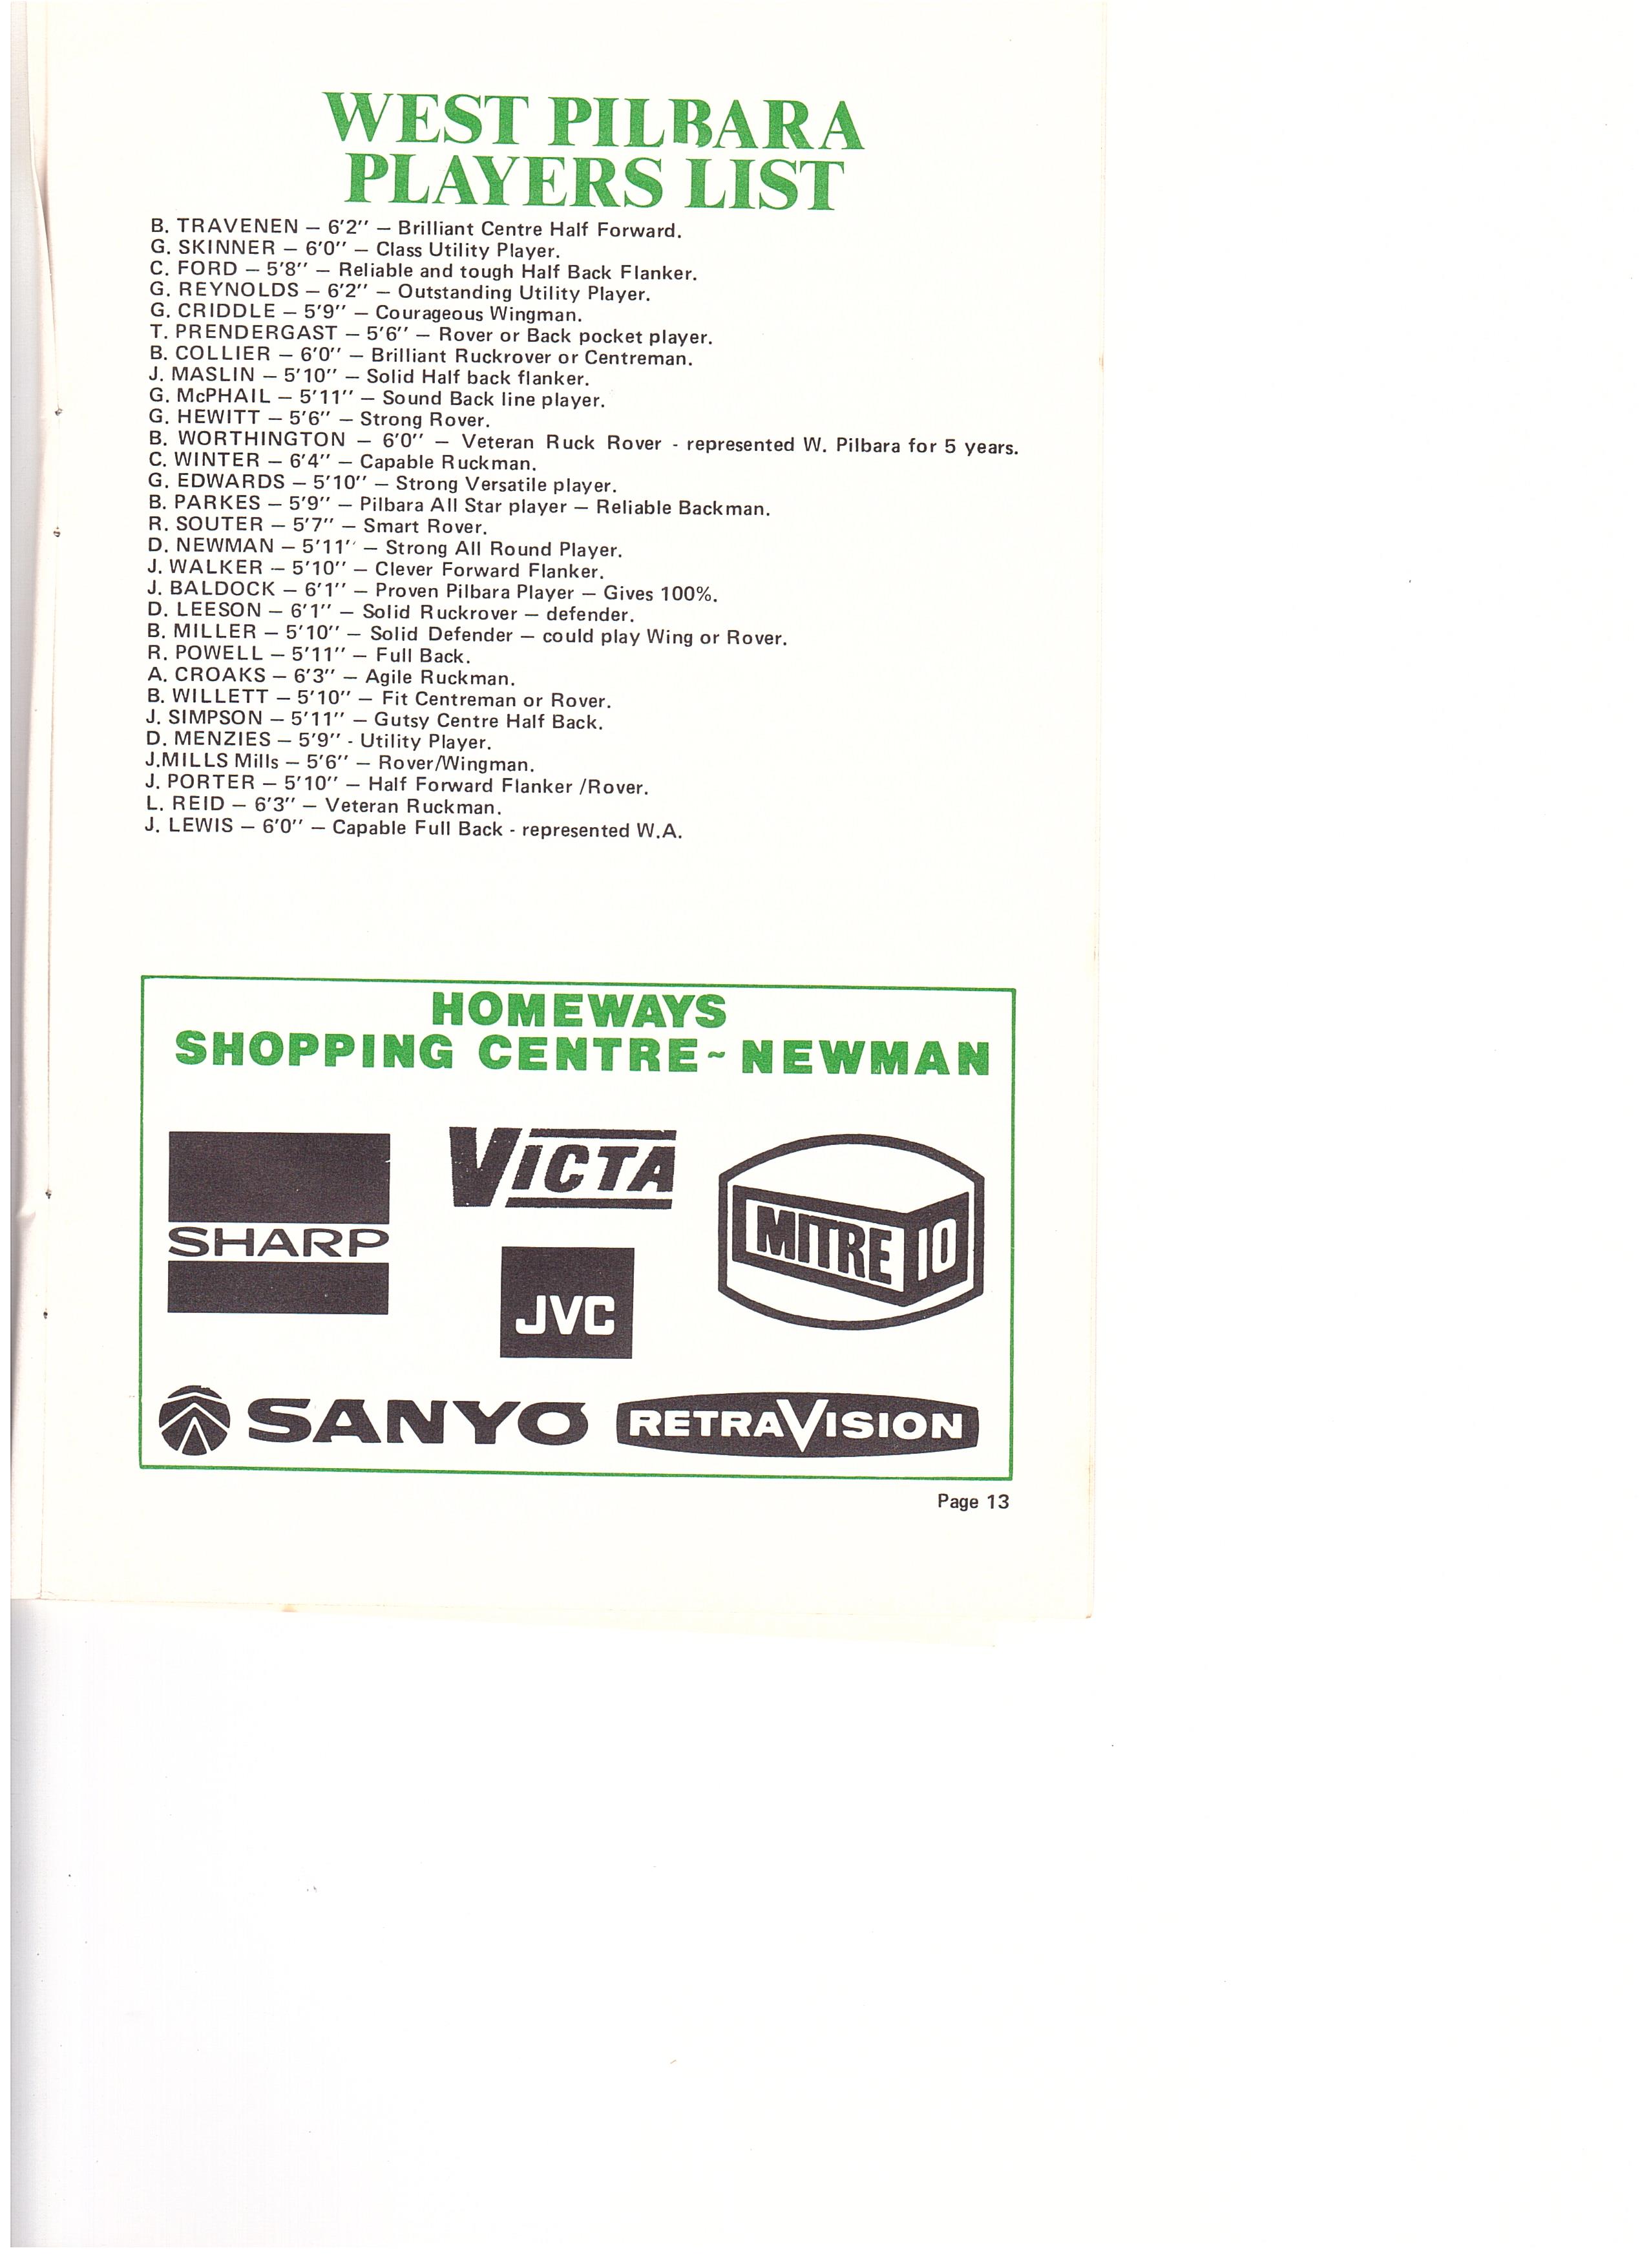 WEST PILBARA
PLAYERS LIST
B. TRAVENEN – 6'2'' – Brilliant Centre Half Forward.
G. SKINNER – 6'0'' – Class Utility Player.
C. FORD – 5'8'' – Reliable and tough Half Back Flanker.
G. REYNOLDS – 6'2'' – Outstanding Utility Player.
G. CRIDDLE – 5'9'' – Courageous Wingman.
T. PRENDERGAST – 5'6'' – Rover or Back pocket player.
B. COLLIER – 6'0'' – Brilliant Ruckrover or Centreman.
J. MASLIN – 5'10'' – Solid Half back flanker.
G. McPHAIL – 5'11'' – Sound Back line player.
G. HEWITT – 5'6'' – Strong Rover.
B. WORTHINGTON – 6'0'' – Veteran Ruck Rover - represented W. Pilbara for 5 years.
C. WINTER – 6'4'' – Capable Ruckman.
G. EDWARDS – 5'10'' – Strong Versatile player.
B. PARKES – 5'9'' – Pilbara All Star player – Reliable Backman.
R. SOUTER – 5'7'' – Smart Rover.
D. NEWMAN – 5'11'' – Strong All Round Player.
J. WALKER – 5'10'' – Clever Forward Flanker.
J. BALDOCK – 6'1'' – Proven Pilbara Player – Gives 100%.
D. LEESON – 6'1'' – Solid Ruckrover – defender.
B. MILLER – 5'10'' – Solid Defender – could play Wing or Rover.
R. POWELL – 5'11'' – Full Back.
A. CROAKS – 6'3'' – Agile Ruckman.
B. WILLETT – 5'10'' – Fit Centreman or Rover.
J. SIMPSON – 5'11'' – Gutsy Centre Half Back.
D. MENZIES – 5'9'' - Utility Player.
J.MILLS Mills – 5'6'' – Rover/Wingman.
J. PORTER – 5'10'' – Half Forward Flanker /Rover.
L. REID – 6'3'' – Veteran Ruckman.
J. LEWIS – 6'0'' – Capable Full Back - represented W.A.
HOMEWAYS
SHOPPING CENTRE ~ NEWMAN
SHARP
VICTA
JVC
MITRE 10
SANYO
RETRAVISION
Page 13